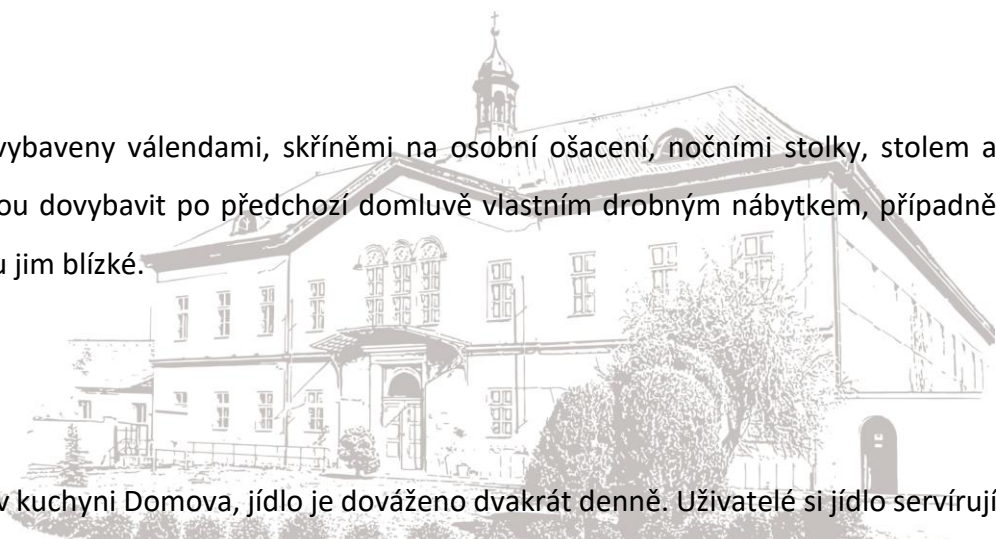 vybaveny válendami, skříněmi na osobní ošacení, nočními stolky, stolem a
ou dovybavit po předchozí domluvě vlastním drobným nábytkem, případně
u jim blízké.
v kuchyni Domova, jídlo je dováženo dvakrát denně. Uživatelé si jídlo servírují